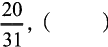 20/31, (    )